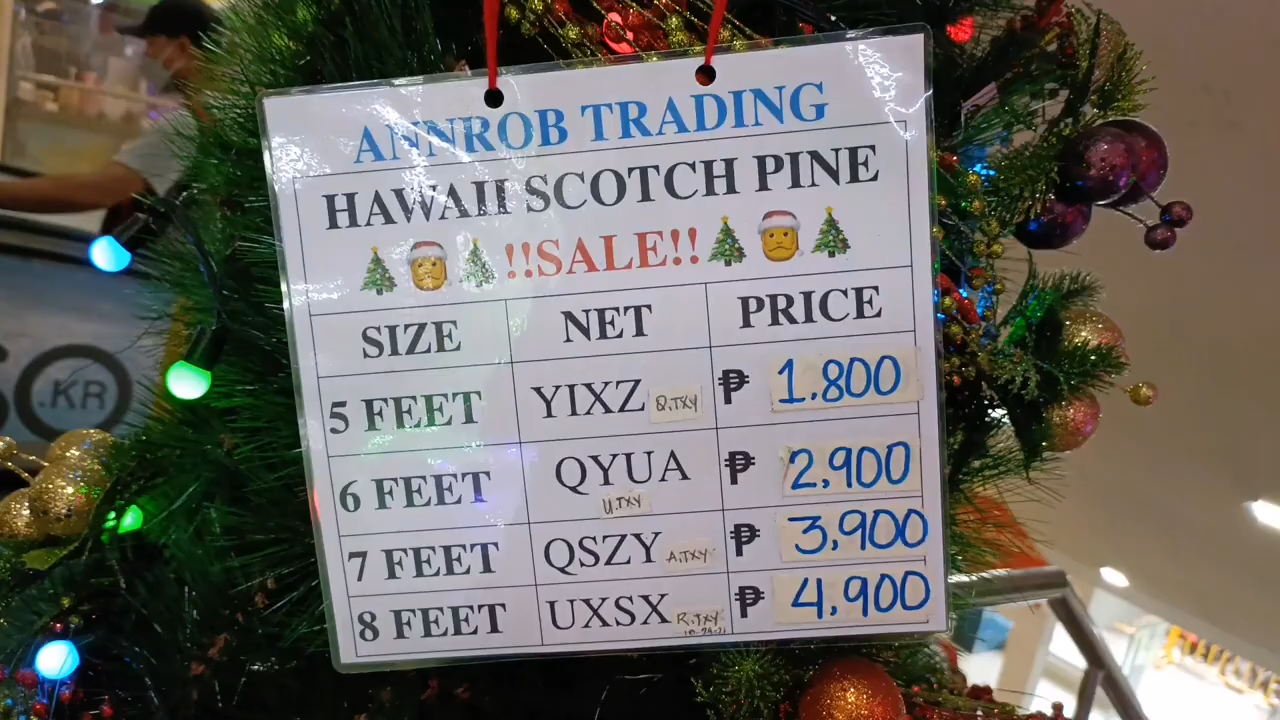 ANNROB TRADING
HAWAII SCOTCH PINE
!!SALE!!
SIZE NET PRICE
5 FEET YIXZ Q.TXY ₱ 1.800
6 FEET QYUA U.TXY ₱ 2,900
7 FEET QSZY A.TXY ₱ 3,900
8 FEET UXSX R.TXY ₱ 4,900
.KR